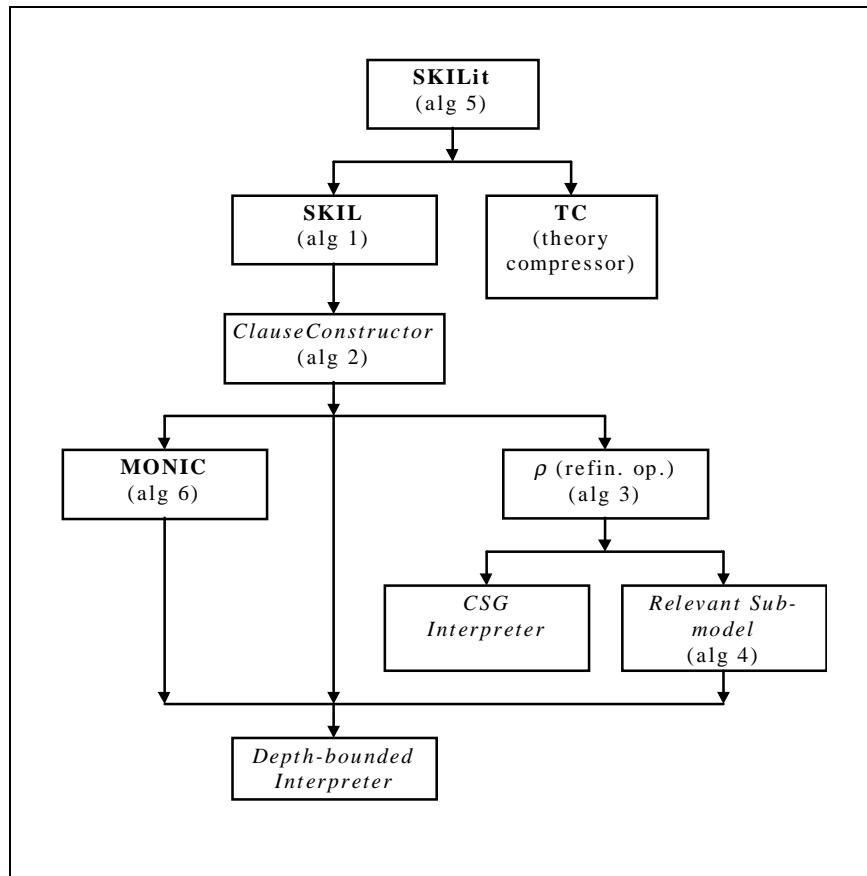 SKILit
(alg 5)
SKIL
(alg 1)
TC
(theory
compressor)
ClauseConstructor
(alg 2)
MONIC
(alg 6)
ρ (refin. op.)
(alg 3)
CSG
Interpreter
Relevant Sub-
model
(alg 4)
Depth-bounded
Interpreter